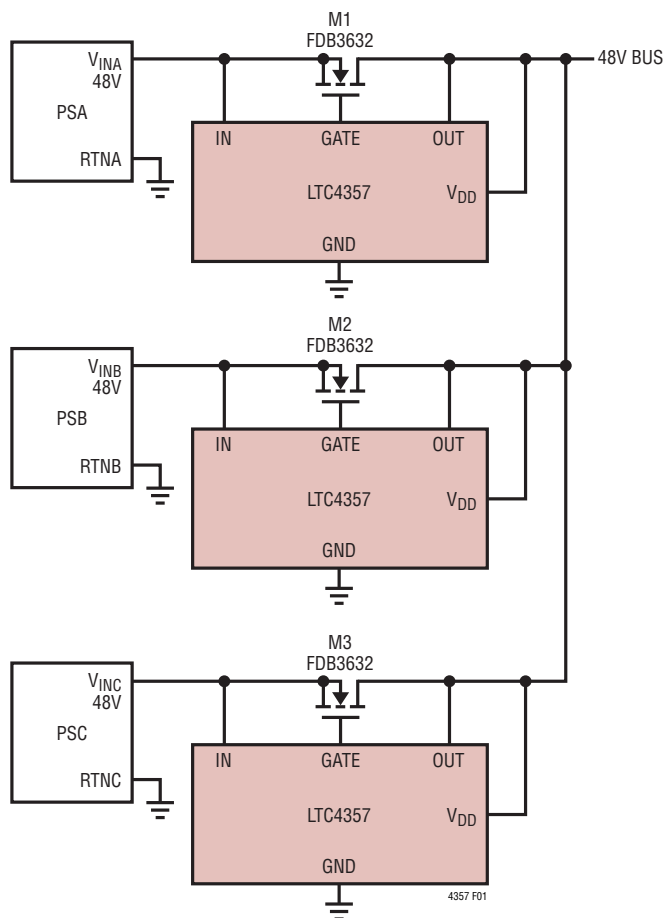 M1
FDB3632
VINA
48V
PSA
RTNA
48V BUS
IN
GATE
OUT
LTC4357
VDD
GND
M2
FDB3632
VINB
48V
PSB
RTNB
IN
GATE
OUT
LTC4357
VDD
GND
M3
FDB3632
VINC
48V
PSC
RTNC
IN
GATE
OUT
LTC4357
VDD
GND
4357 F01